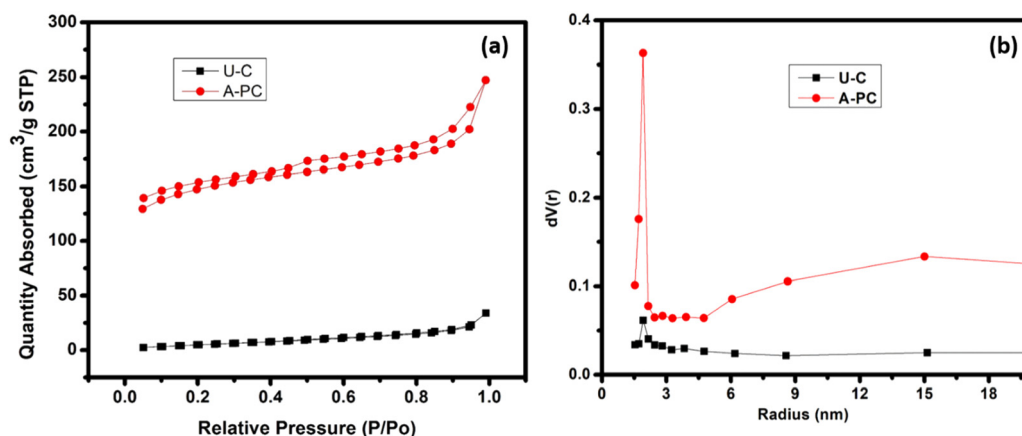 300
250
200
150
100
50
0
0.0 0.2 0.4 0.6 0.8 1.0
Quantity Absorbed (cm³/g STP)
Relative Pressure (P/Po)
U-C
A-PC
(a)
0.4
0.3
0.2
0.1
0.0
0 3 6 9 12 15 18
dV(r)
Radius (nm)
U-C
A-PC
(b)